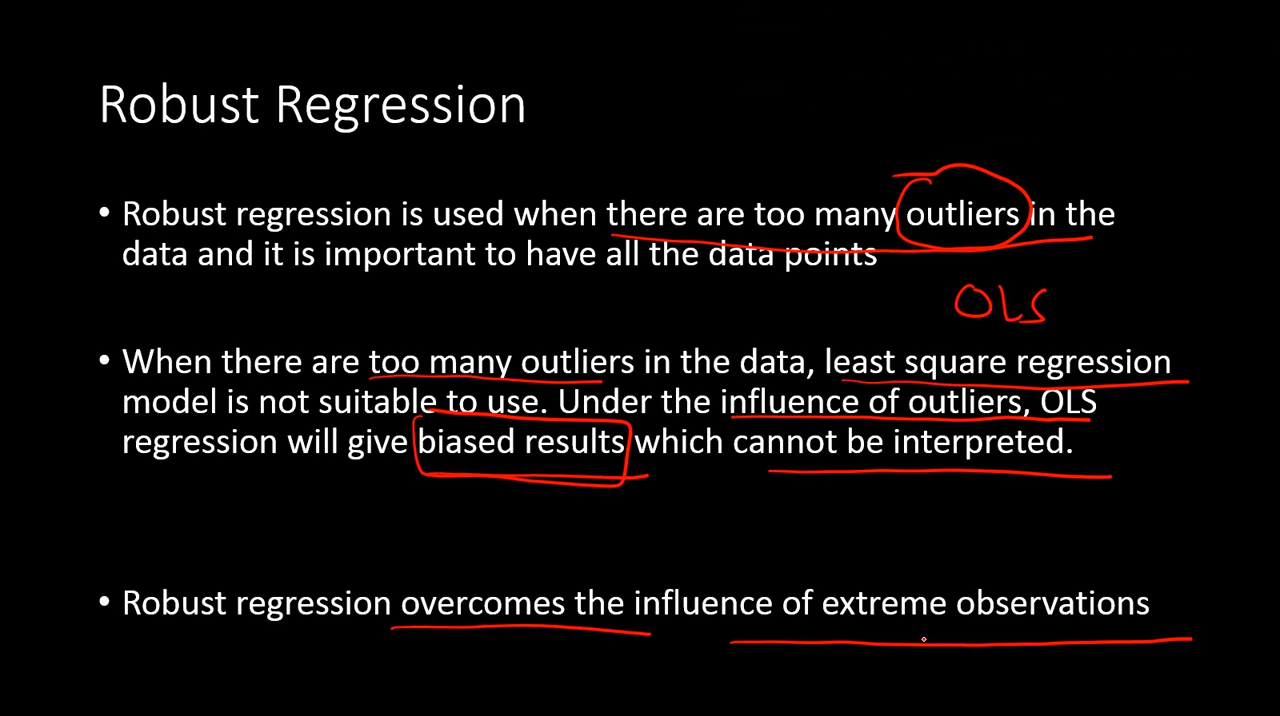 Robust Regression
• Robust regression is used when there are too many outliers in the
data and it is important to have all the data points
OLS
• When there are too many outliers in the data, least square regression
model is not suitable to use. Under the influence of outliers, OLS
regression will give biased results which cannot be interpreted.
• Robust regression overcomes the influence of extreme observations